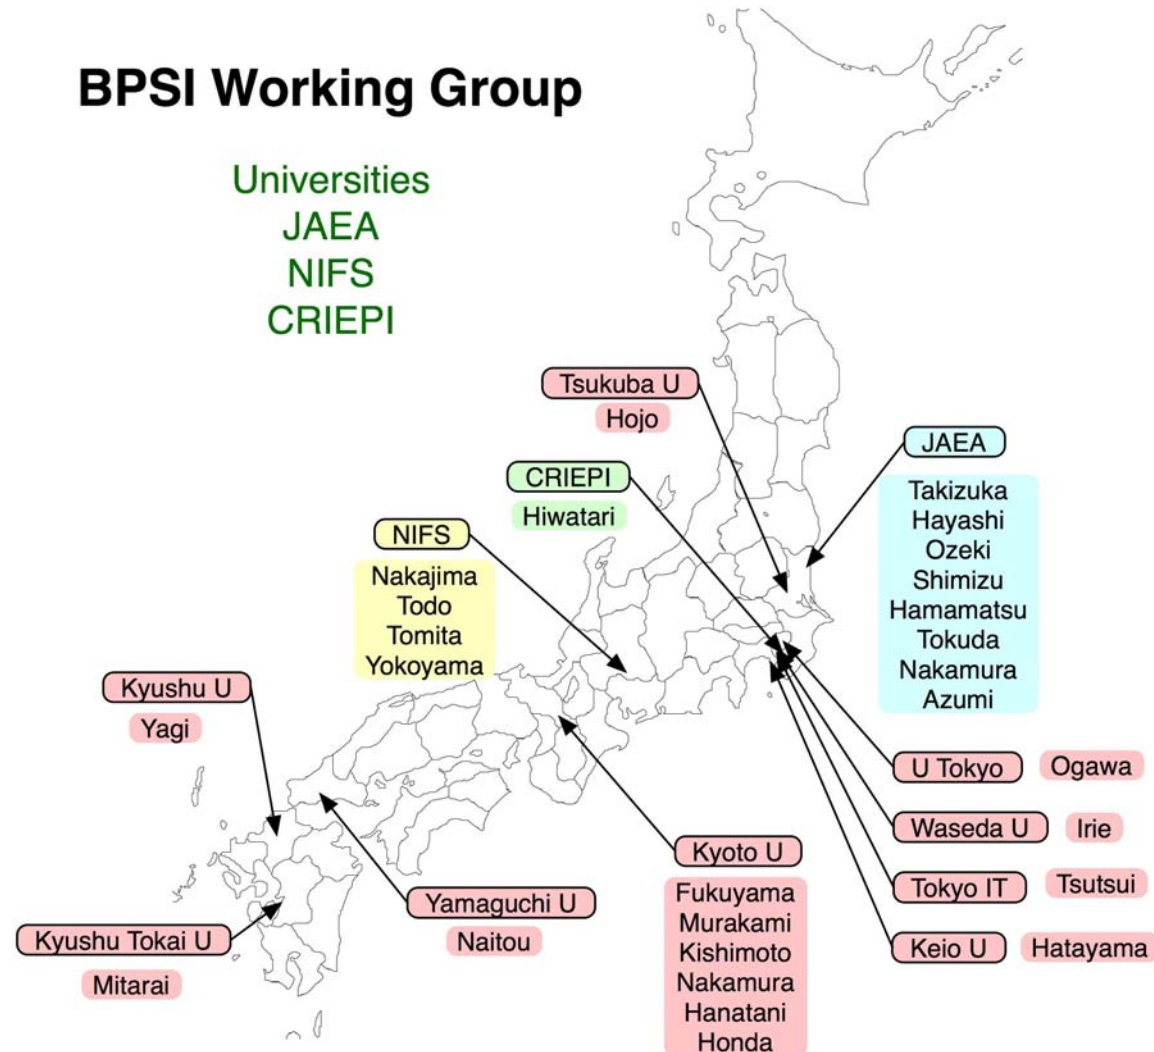 BPSI Working Group
Universities
JAEA
NIFS
CRIEPI
Tsukuba U
Hojo
JAEA
Takizuka
Hayashi
Ozeki
Shimizu
Hamamatsu
Tokuda
Nakamura
Azumi
CRIEPI
Hiwatari
NIFS
Nakajima
Todo
Tomita
Yokoyama
Kyushu U
Yagi
U Tokyo Ogawa
Waseda U Irie
Tokyo IT Tsutsui
Keio U Hatayama
Kyoto U
Fukuyama
Murakami
Kishimoto
Nakamura
Hanatani
Honda
Yamaguchi U
Naitou
Kyushu Tokai U
Mitarai